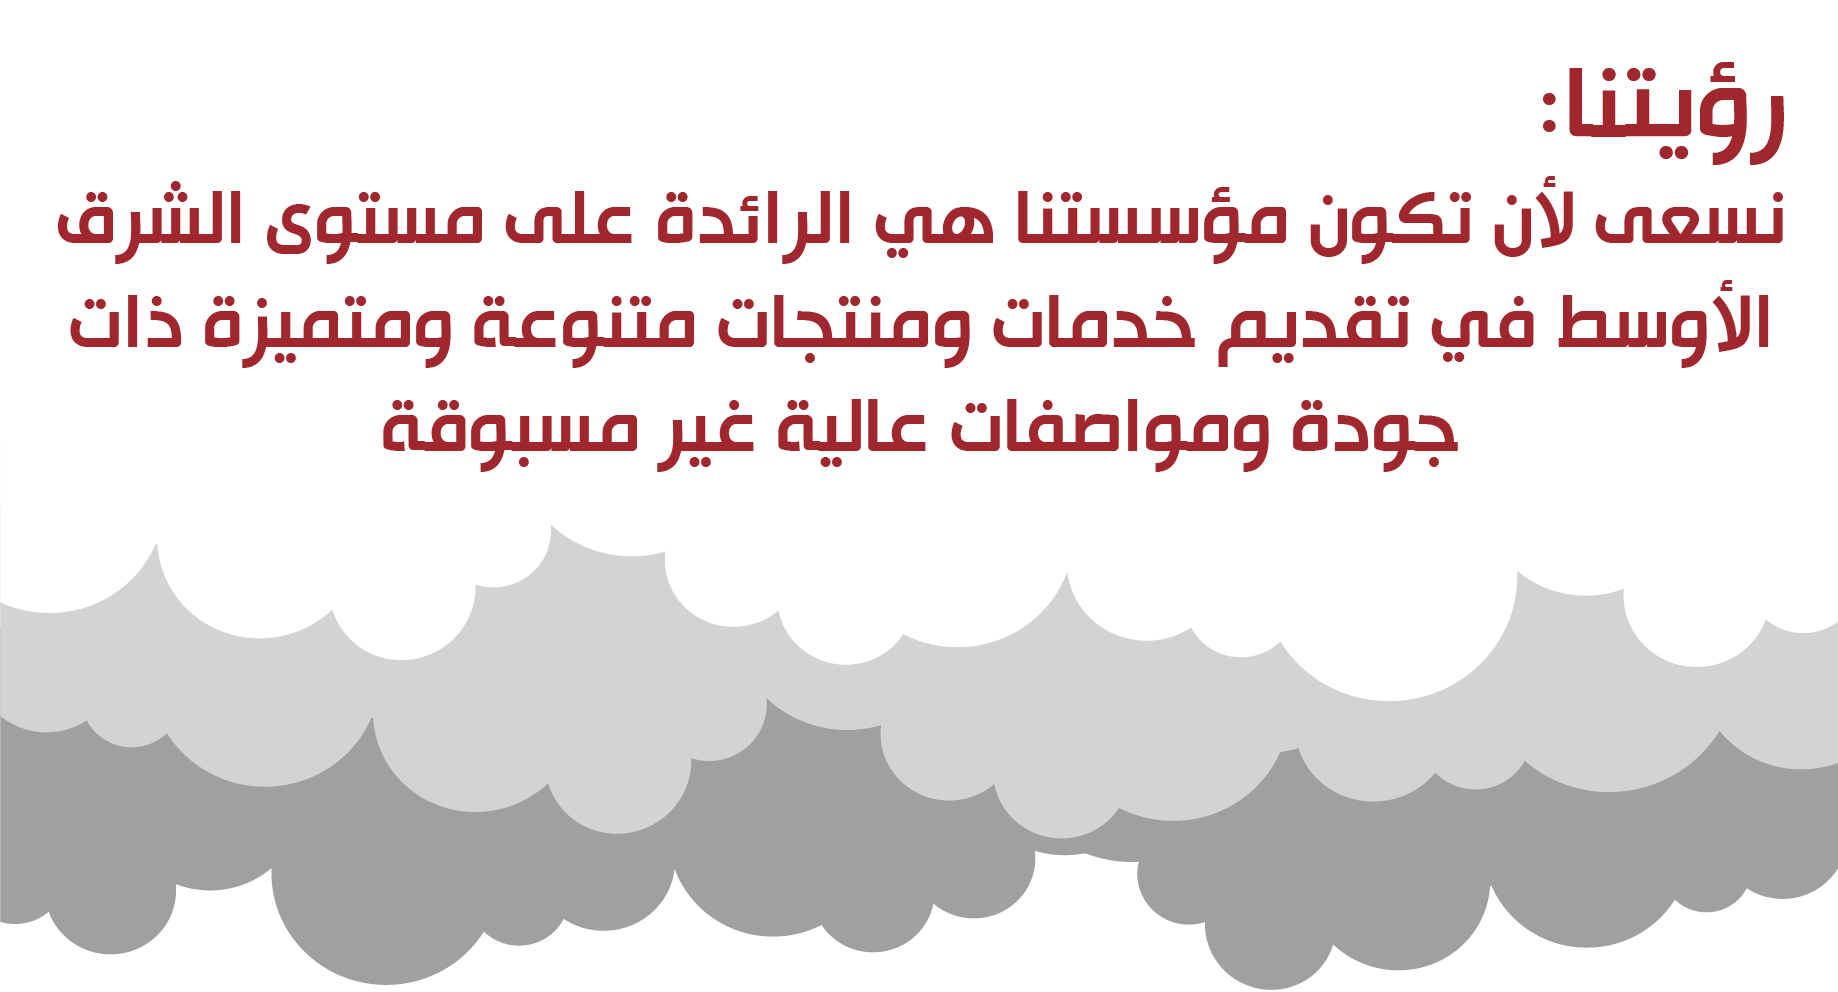 رؤيتنا:
نسعى لأن تكون مؤسستنا هي الرائدة على مستوى الشرق
الأوسط في تقديم خدمات ومنتجات متنوعة ومتميزة ذات
جودة ومواصفات عالية غير مسبوقة